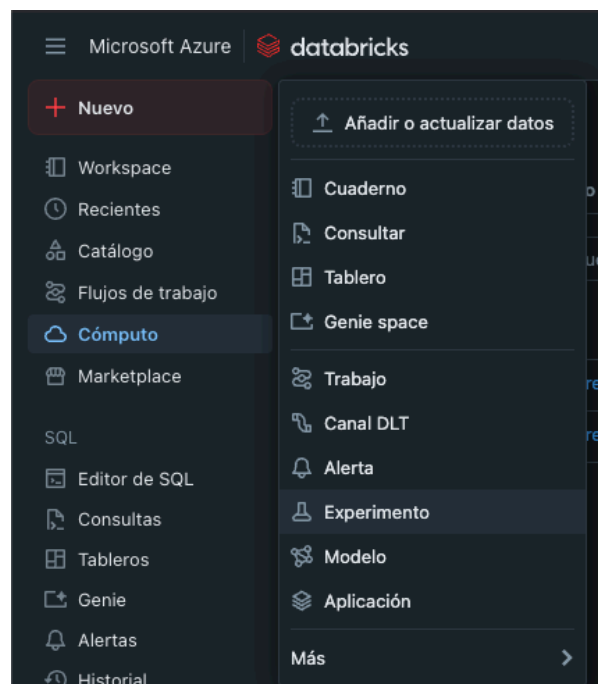 Microsoft Azure databricks
Nuevo
Workspace
Recientes
Catálogo
Flujos de trabajo
Cómputo
Marketplace
SQL
Editor de SQL
Consultas
Tableros
Genie
Alertas
Historial
Añadir o actualizar datos
Cuaderno
Consultar
Tablero
Genie space
Trabajo
Canal DLT
Alerta
Experimento
Modelo
Aplicación
Más